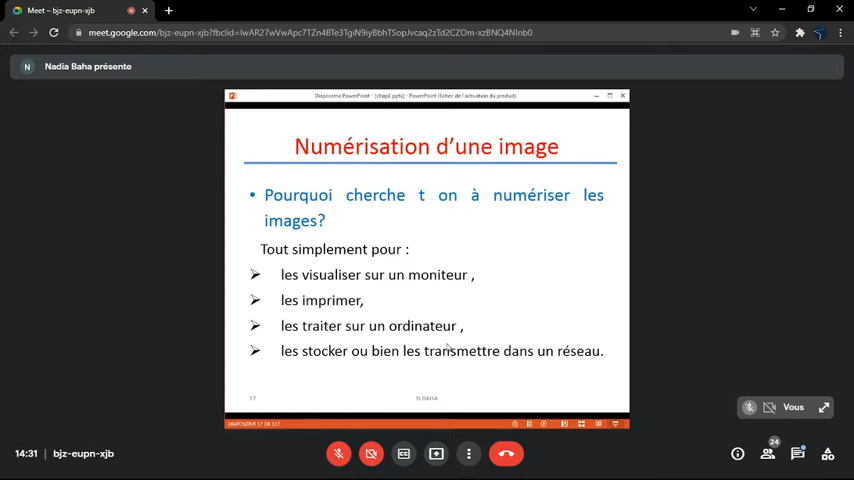 Meet – bjz-eupn-xjb
meet.google.com/bjz-eupn-xjb?fbclid=IwAR27wVwApc7TZn4BTe3TgiN9iyBbhTSopJvcaq2zTd2CZOm-xzBNQ4NInb0
N Nadia Baha présente
Diaporama PowerPoint - [chap1.pptx] - PowerPoint (Échec de l'activation du produit)
Numérisation d'une image
• Pourquoi cherche t on à numériser les
images?
Tout simplement pour :
➢ les visualiser sur un moniteur ,
➢ les imprimer,
➢ les traiter sur un ordinateur ,
➢ les stocker ou bien les transmettre dans un réseau.
17 N.BAHA
DIAPOSITIVE 17 DE 117
Vous
14:31 | bjz-eupn-xjb
24